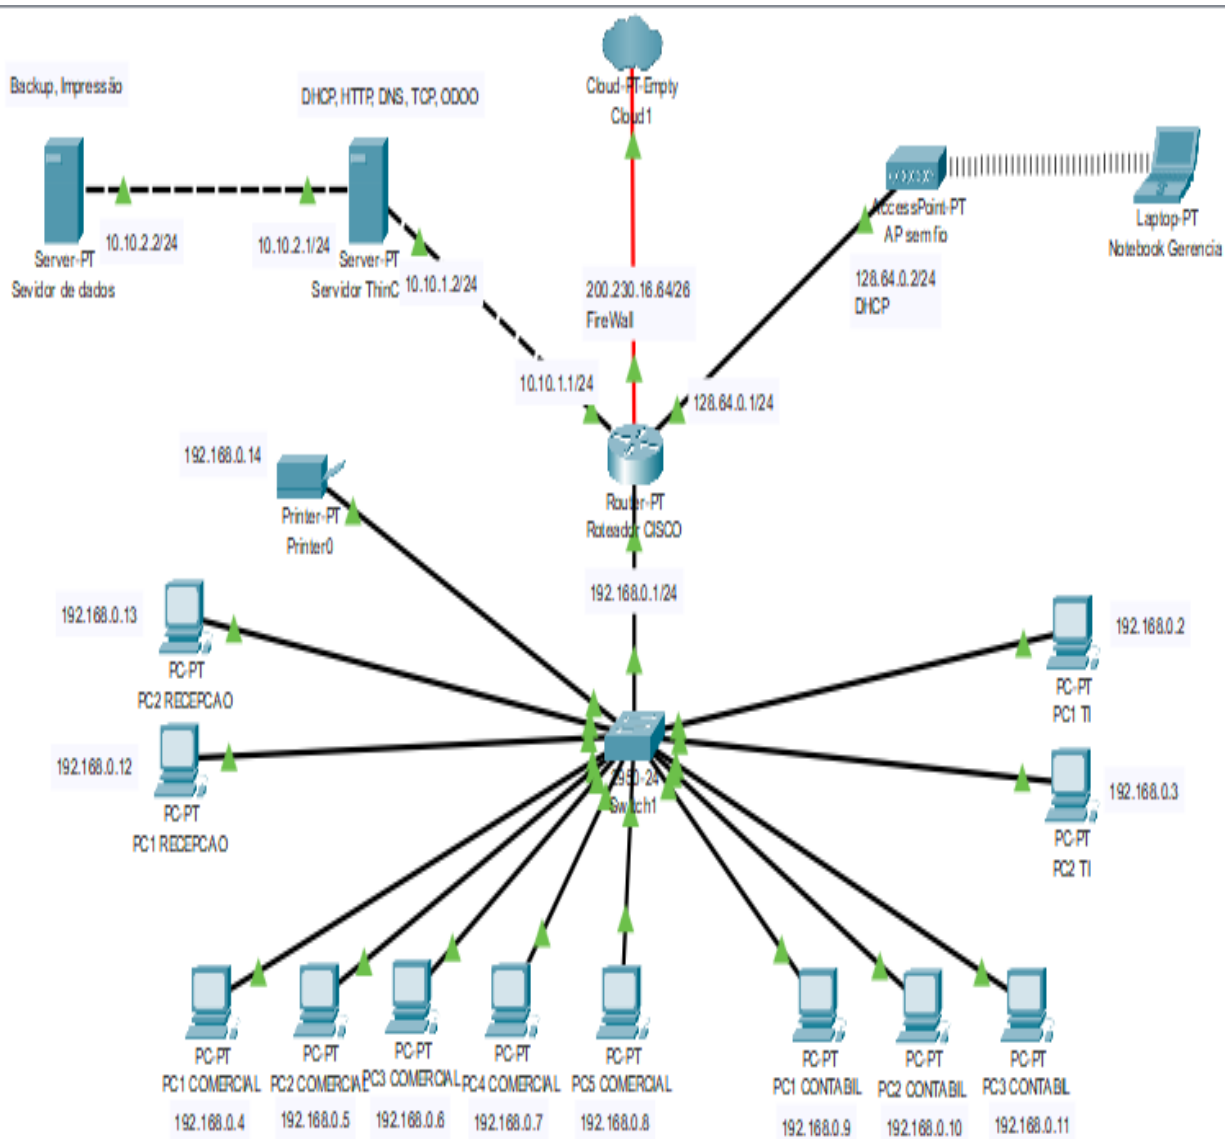 Backup, Impressão
DHCP, HTTP, DNS, TCP, ODOO
Cloud-PT-Empty
Cloud1
Server-PT
Sevidor de dados
10.10.2.2/24
10.10.2.1/24
Server-PT
Servidor ThinC
10.10.1.2/24
200.230.16.64/26
FireWall
AccessPoint-PT
AP sem fio
128.64.0.2/24
DHCP
Laptop-PT
Notebook Gerencia
10.10.1.1/24
128.64.0.1/24
Router-PT
Roteador CISCO
192.168.0.14
Printer-PT
Printer0
192.168.0.1/24
192.168.0.13
PC-PT
PC2 RECEPCAO
192.168.0.12
PC-PT
PC1 RECEPCAO
192.168.0.2
PC-PT
PC1 TI
192.168.0.3
PC-PT
PC2 TI
2950-24
Switch1
PC-PT
PC1 COMERCIAL
192.168.0.4
PC-PT
PC2 COMERCIAL
192.168.0.5
PC-PT
PC3 COMERCIAL
192.168.0.6
PC-PT
PC4 COMERCIAL
192.168.0.7
PC-PT
PC5 COMERCIAL
192.168.0.8
PC-PT
PC1 CONTABIL
192.168.0.9
PC-PT
PC2 CONTABIL
192.168.0.10
PC-PT
PC3 CONTABIL
192.168.0.11